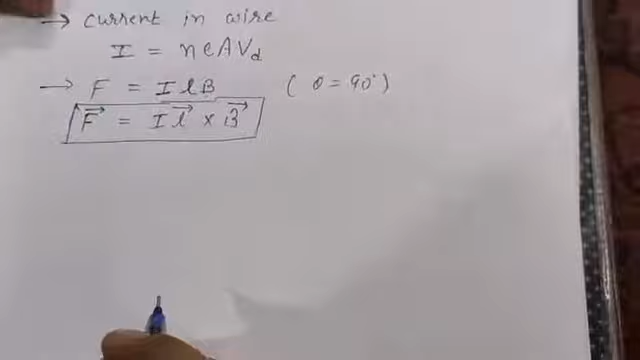 → Current in wire
I = neAVd
→ F = IlB ( θ = 90° )
F⃗ = I l⃗ × B⃗